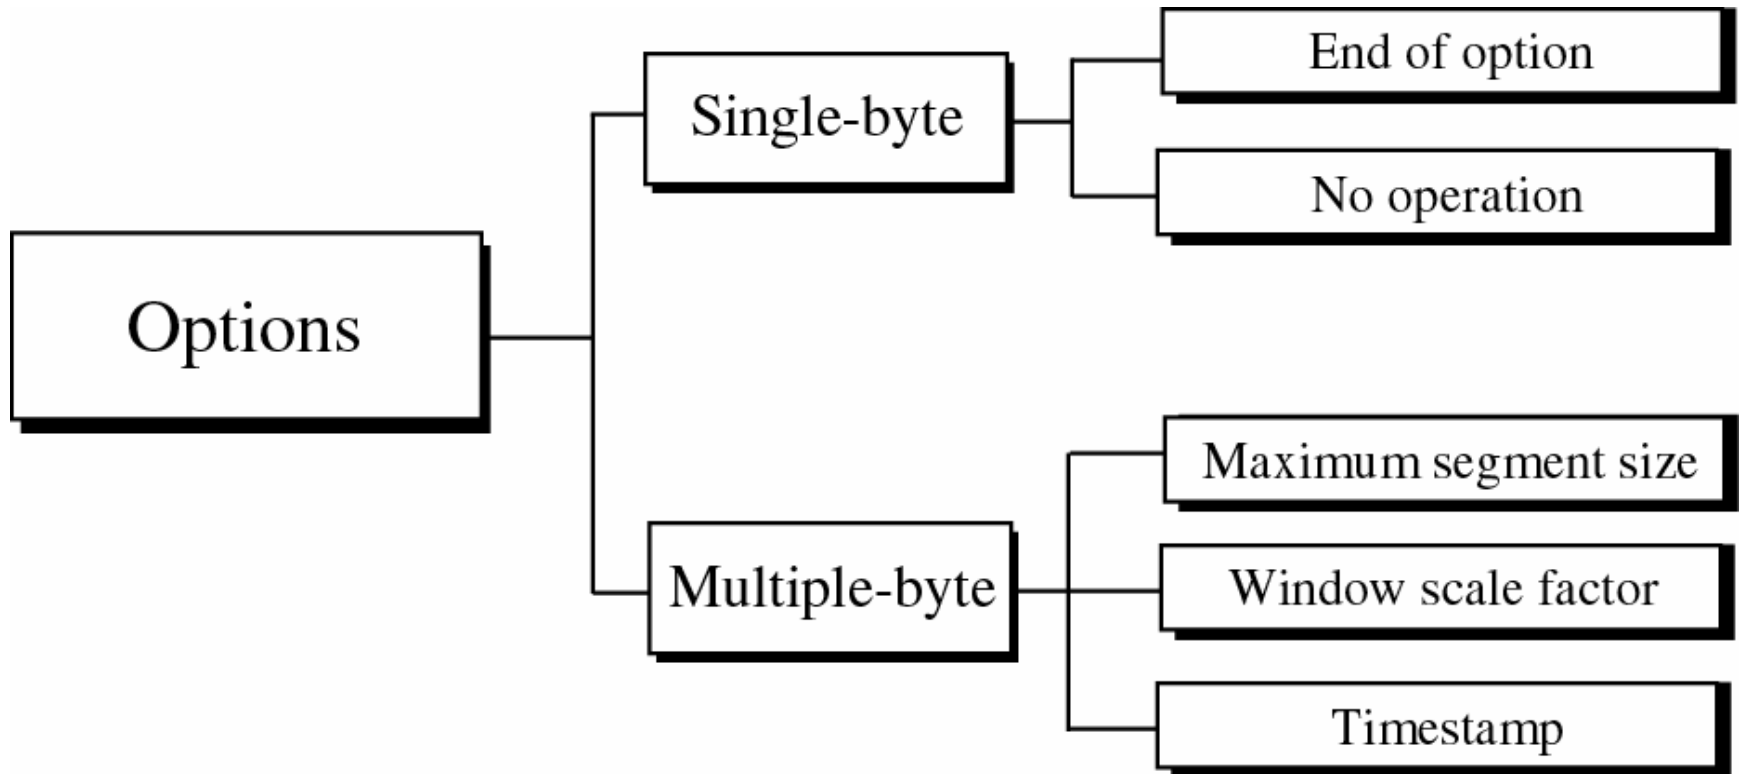 Options
Single-byte
End of option
No operation
Multiple-byte
Maximum segment size
Window scale factor
Timestamp